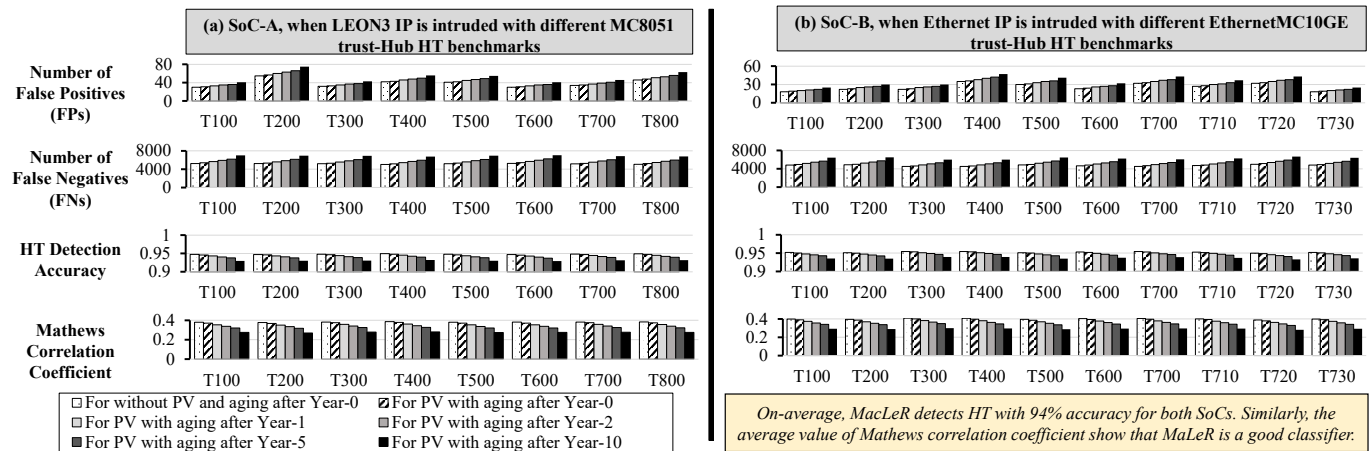 (a) SoC-A, when LEON3 IP is intruded with different MC8051
trust-Hub HT benchmarks
Number of
False Positives
(FPs)
80
40
0
T100 T200 T300 T400 T500 T600 T700 T800
Number of
False Negatives
(FNs)
8000
4000
0
T100 T200 T300 T400 T500 T600 T700 T800
HT Detection
Accuracy
1
0.95
0.9
T100 T200 T300 T400 T500 T600 T700 T800
Mathews
Correlation
Coefficient
0.4
0.2
0
T100 T200 T300 T400 T500 T600 T700 T800
For without PV and aging after Year-0 For PV with aging after Year-0
For PV with aging after Year-1 For PV with aging after Year-2
For PV with aging after Year-5 For PV with aging after Year-10
(b) SoC-B, when Ethernet IP is intruded with different EthernetMC10GE
trust-Hub HT benchmarks
60
30
0
T100 T200 T300 T400 T500 T600 T700 T710 T720 T730
8000
4000
0
T100 T200 T300 T400 T500 T600 T700 T710 T720 T730
1
0.95
0.9
T100 T200 T300 T400 T500 T600 T700 T710 T720 T730
0.4
0.2
0
T100 T200 T300 T400 T500 T600 T700 T710 T720 T730
On-average, MacLeR detects HT with 94% accuracy for both SoCs. Similarly, the
average value of Mathews correlation coefficient show that MaLeR is a good classifier.